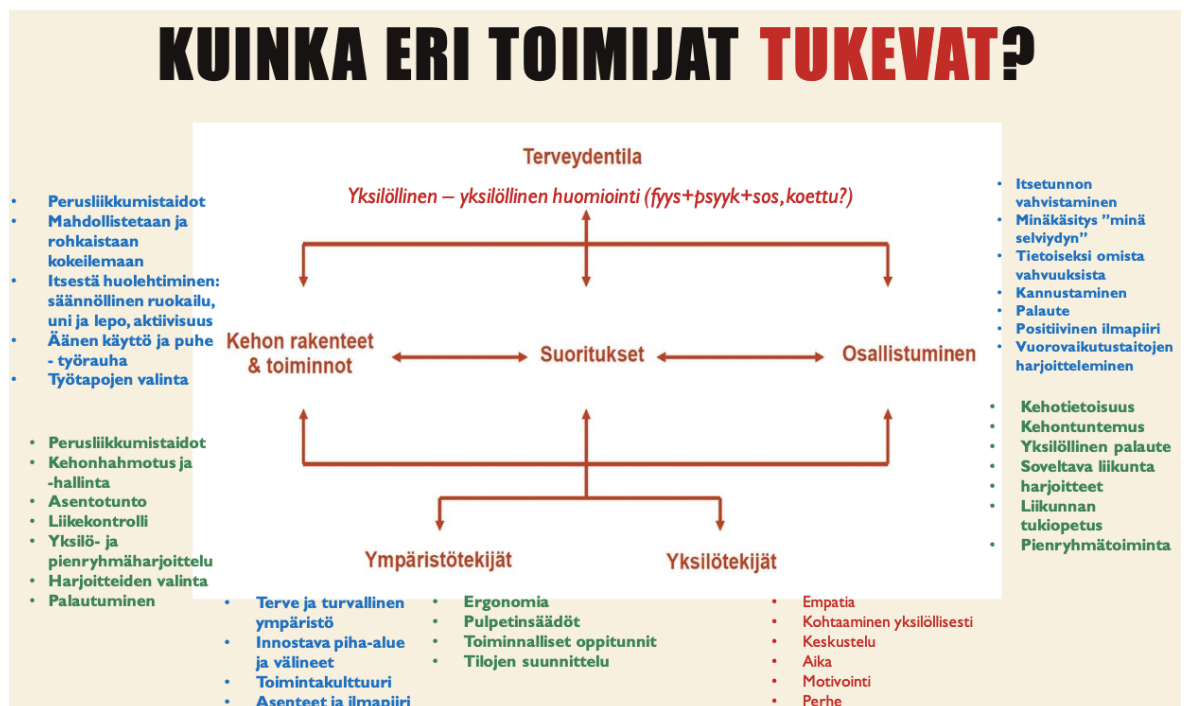 KUINKA ERI TOIMIJAT TUKEVAT?
Terveydentila
Yksilöllinen – yksilöllinen huomiointi (fyys+psyyk+sos,koettu?)
• Perusliikkumistaidot
• Mahdollistetaan ja
rohkaistaan
kokeilemaan
• Itsestä huolehtiminen:
säännöllinen ruokailu,
uni ja lepo, aktiivisuus
• Äänen käyttö ja puhe
- työrauha
• Työtapojen valinta
• Perusliikkumistaidot
• Kehonhahmotus ja
-hallinta
• Asentotunto
• Liikekontrolli
• Yksilö- ja
pienryhmäharjoittelu
• Harjoitteiden valinta
• Palautuminen
Kehon rakenteet
& toiminnot
Suoritukset
Osallistuminen
• Itsetunnon
vahvistaminen
• Minäkäsitys ”minä
selviydyn”
• Tietoiseksi omista
vahvuuksista
• Kannustaminen
• Palaute
• Positiivinen ilmapiiri
• Vuorovaikutustaitojen
harjoitteleminen
• Kehotietoisuus
• Kehontuntemus
• Yksilöllinen palaute
• Soveltava liikunta
• harjoitteet
• Liikunnan
tukiopetus
• Pienryhmätoiminta
Ympäristötekijät
Yksilötekijät
• Terve ja turvallinen
ympäristö
• Innostava piha-alue
ja välineet
• Toimintakulttuuri
• Asenteet ja ilmapiiri
• Ergonomia
• Pulpetinsäädöt
• Toiminnalliset oppitunnit
• Tilojen suunnittelu
• Empatia
• Kohtaaminen yksilöllisesti
• Keskustelu
• Aika
• Motivointi
• Perhe